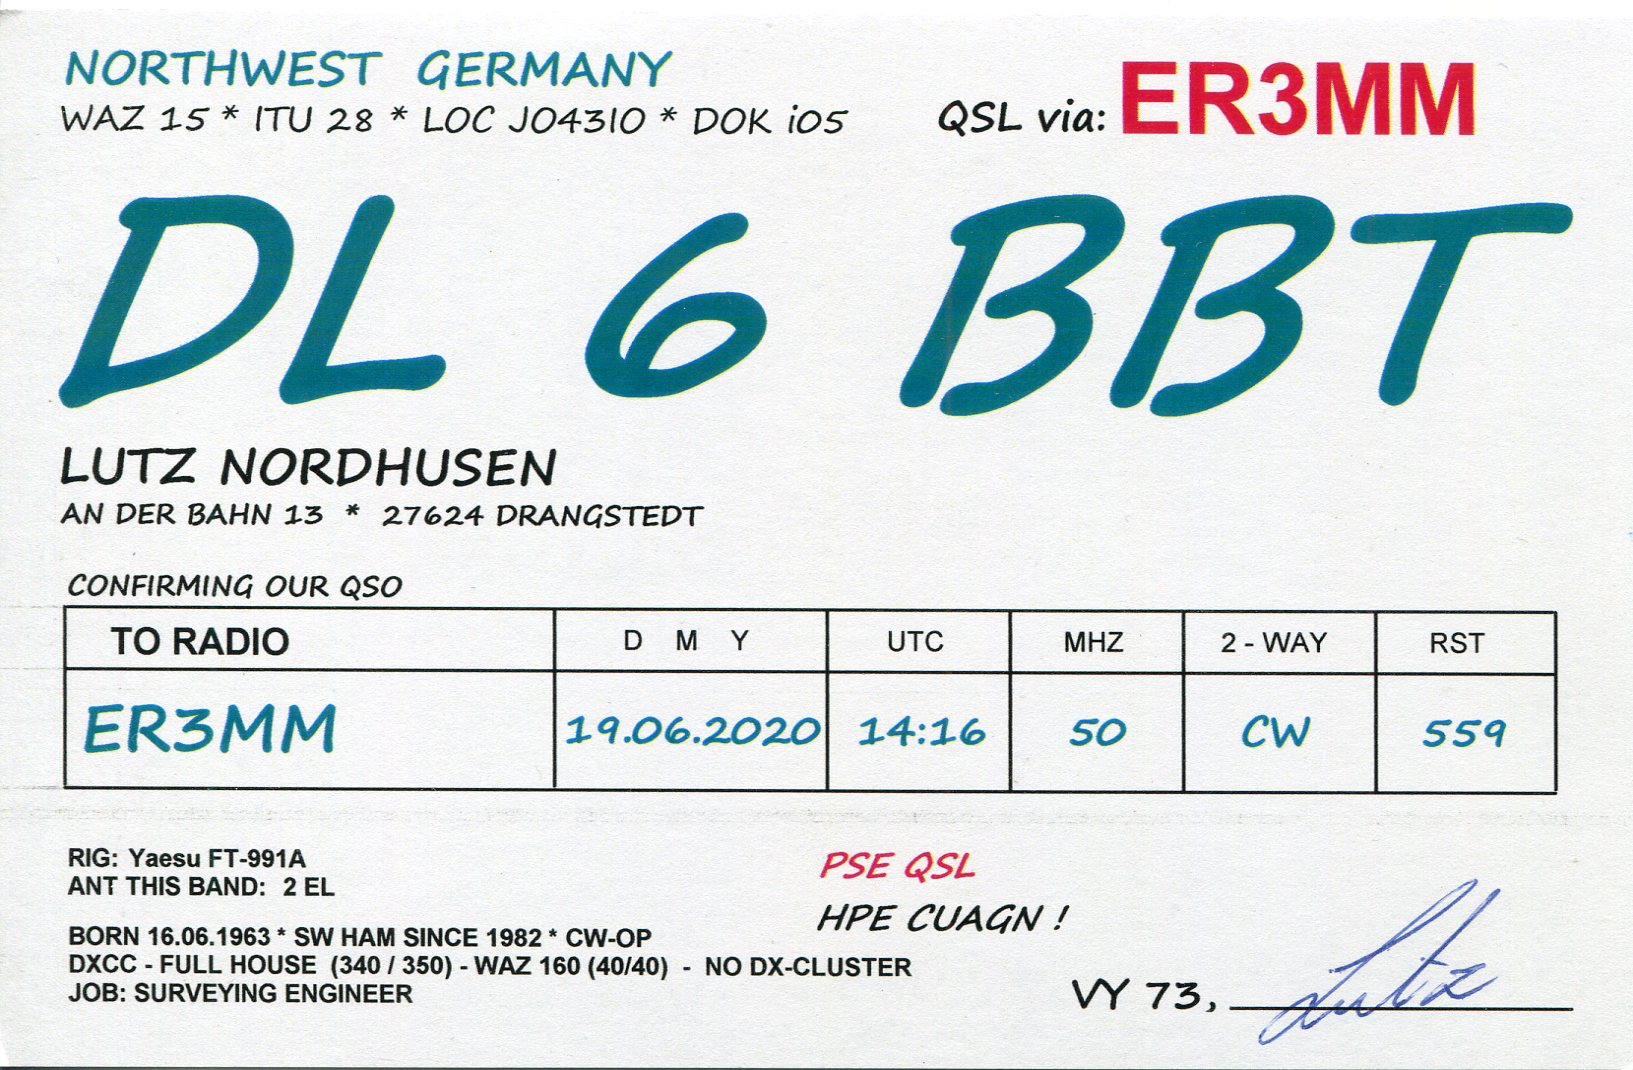 NORTHWEST GERMANY
WAZ 15 * ITU 28 * LOC JO43IO * DOK i05
QSL via: ER3MM
DL 6 BBT
LUTZ NORDHUSEN
AN DER BAHN 13 * 27624 DRANGSTEDT
CONFIRMING OUR QSO
TO RADIO D M Y UTC MHZ 2 - WAY RST
ER3MM 19.06.2020 14:16 50 CW 559
RIG: Yaesu FT-991A
ANT THIS BAND: 2 EL
PSE QSL
HPE CUAGN !
BORN 16.06.1963 * SW HAM SINCE 1982 * CW-OP
DXCC - FULL HOUSE (340 / 350) - WAZ 160 (40/40) - NO DX-CLUSTER
JOB: SURVEYING ENGINEER
VY 73, Lutz